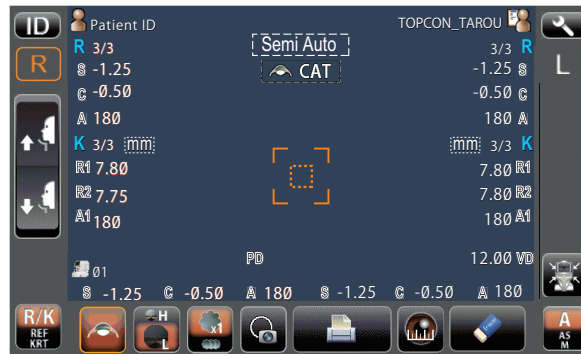 ID Patient ID TOPCON_TAROU
R R 3/3 Semi Auto 3/3 R L
S -1.25 CAT -1.25 S
C -0.50 -0.50 C
A 180 180 A
K 3/3 mm mm 3/3 K
R1 7.80 7.80 R1
R2 7.75 7.80 R2
A1 180 180 A1
PD 12.00 VD
01
S -1.25 C -0.50 A 180 S -1.25 C -0.50 A 180
R/K H x1 A
REF L AS
KRT M